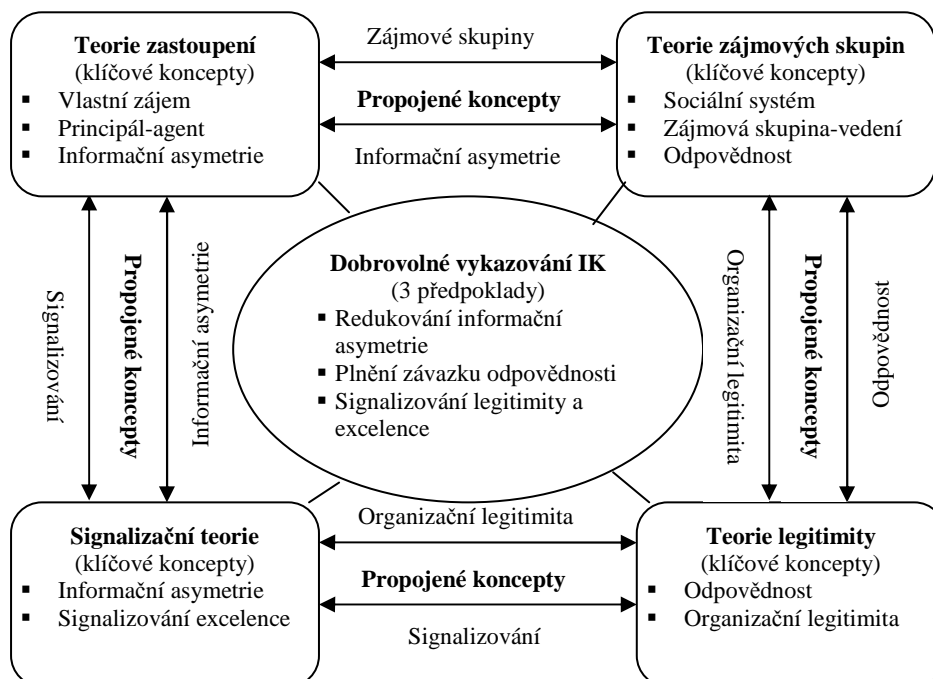 Teorie zastoupení
(klíčové koncepty)
▪ Vlastní zájem
▪ Principál-agent
▪ Informační asymetrie
Zájmové skupiny
Propojené koncepty
Informační asymetrie
Teorie zájmových skupin
(klíčové koncepty)
▪ Sociální systém
▪ Zájmová skupina-vedení
▪ Odpovědnost
Signalizování
Propojené koncepty
Informační asymetrie
Dobrovolné vykazování IK
(3 předpoklady)
▪ Redukování informační
asymetrie
▪ Plnění závazku odpovědnosti
▪ Signalizování legitimity a
excelence
Organizační legitimita
Propojené koncepty
Odpovědnost
Signalizační teorie
(klíčové koncepty)
▪ Informační asymetrie
▪ Signalizování excelence
Organizační legitimita
Propojené koncepty
Signalizování
Teorie legitimity
(klíčové koncepty)
▪ Odpovědnost
▪ Organizační legitimita